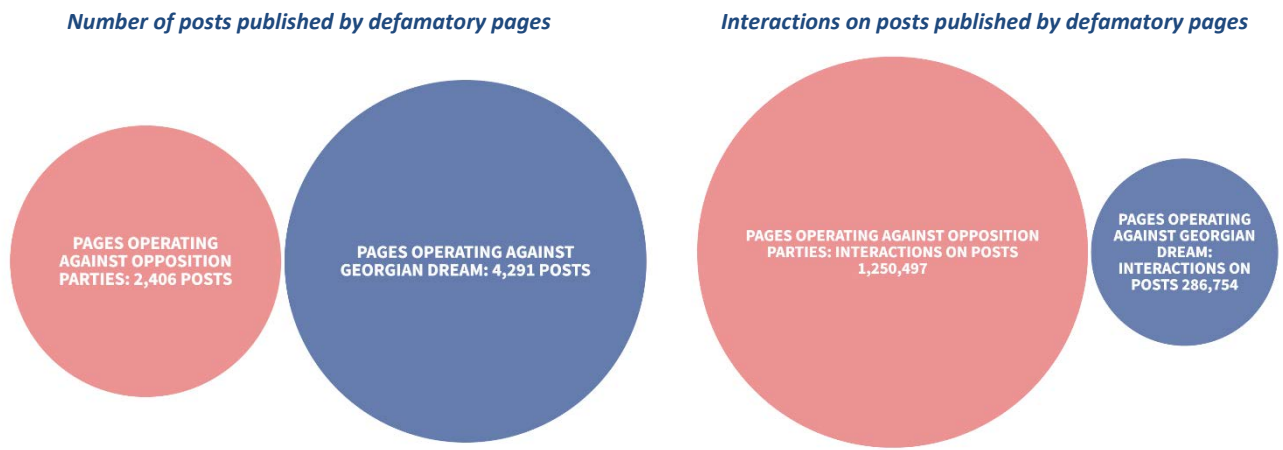 Number of posts published by defamatory pages
Interactions on posts published by defamatory pages
PAGES OPERATING
AGAINST OPPOSITION
PARTIES: 2,406 POSTS
PAGES OPERATING AGAINST
GEORGIAN DREAM: 4,291 POSTS
PAGES OPERATING AGAINST OPPOSITION
PARTIES: INTERACTIONS ON POSTS
1,250,497
PAGES OPERATING
AGAINST GEORGIAN
DREAM:
INTERACTIONS ON
POSTS 286,754